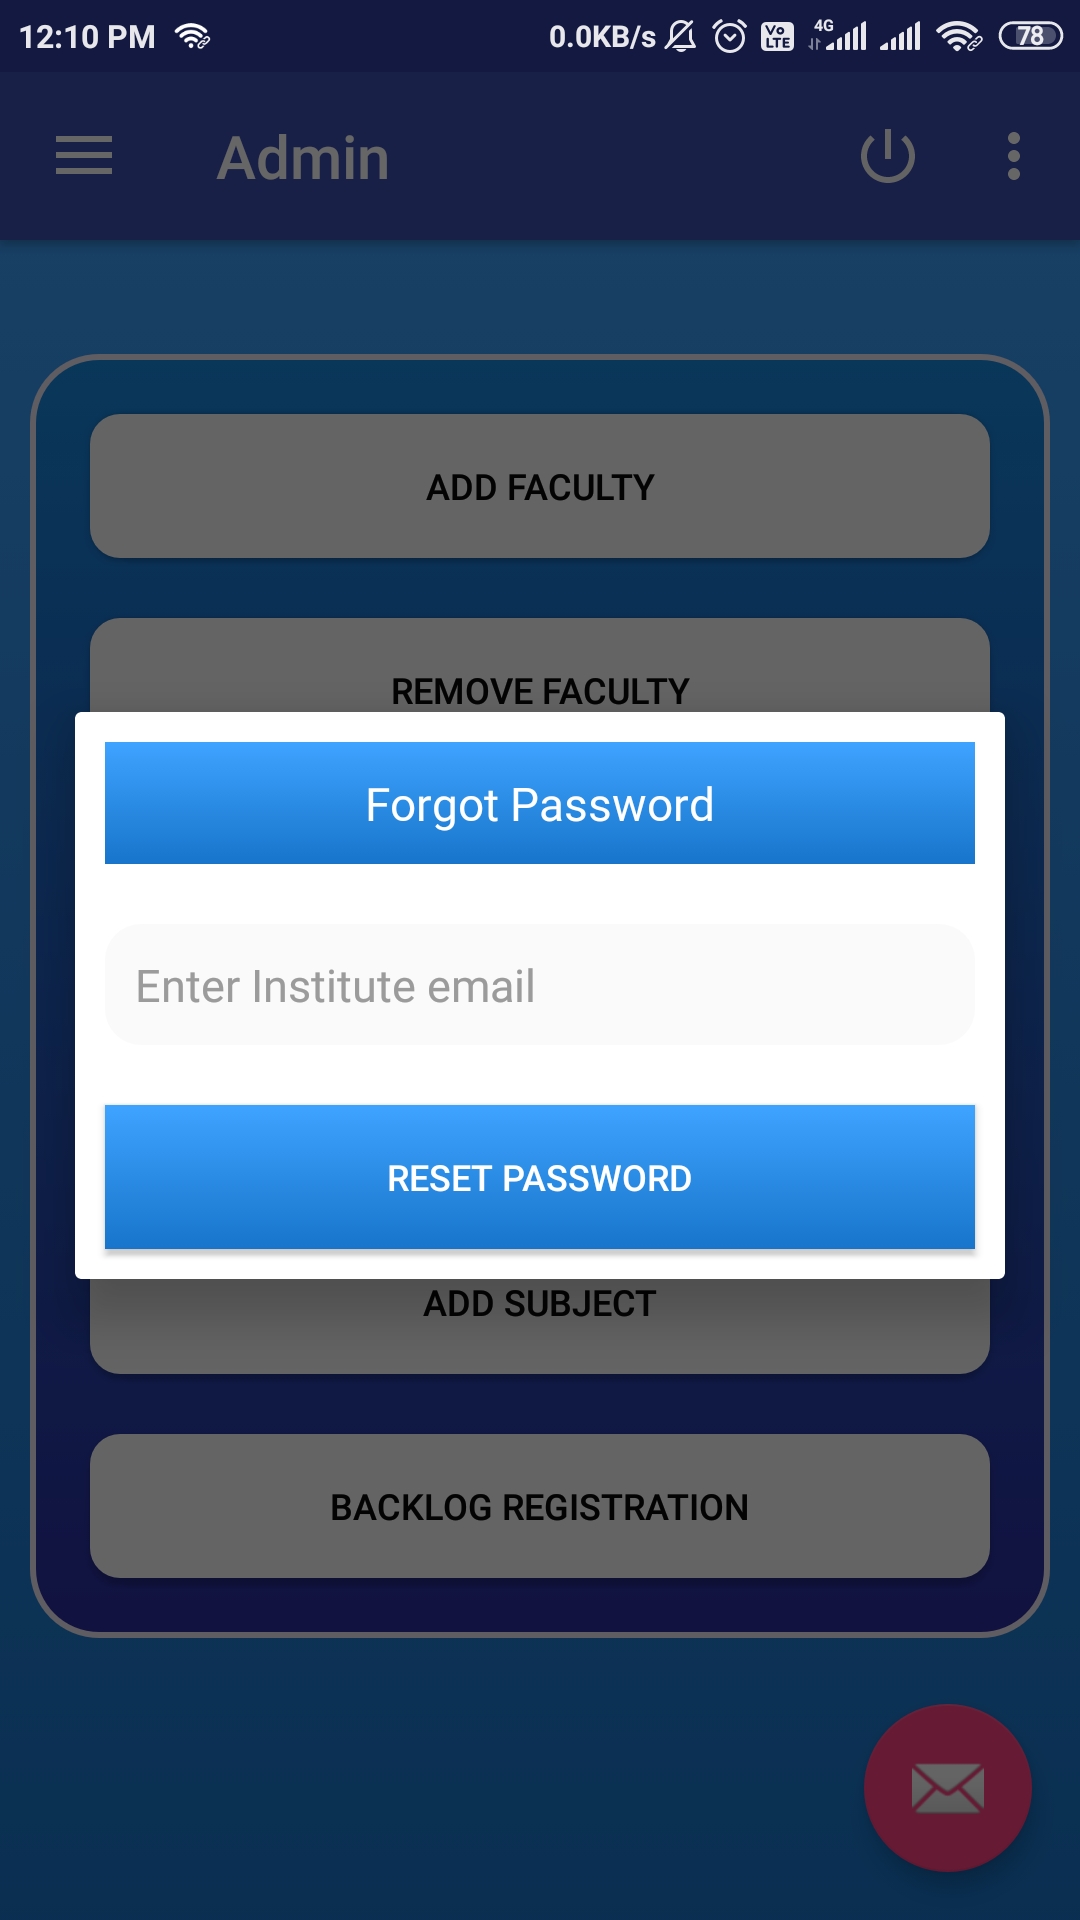 12:10 PM 0.0KB/s Vo LTE 4G 78
Admin
ADD FACULTY
REMOVE FACULTY
Forgot Password
Enter Institute email
RESET PASSWORD
ADD SUBJECT
BACKLOG REGISTRATION